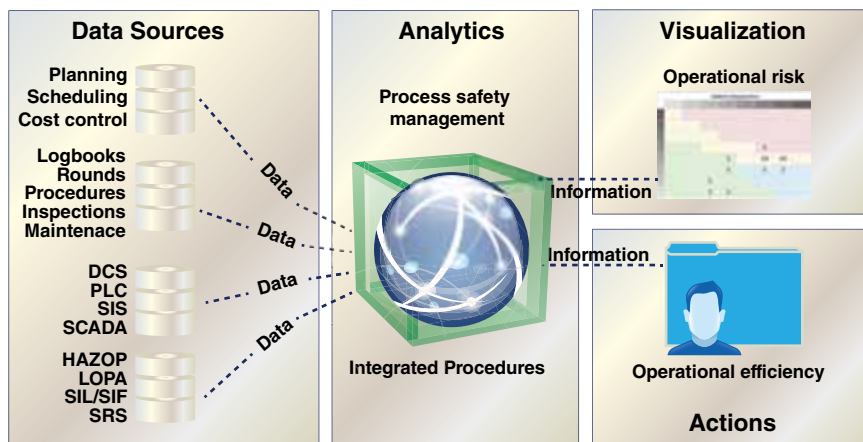 Data Sources
Planning
Scheduling
Cost control
Logbooks
Rounds
Procedures
Inspections
Maintenace
DCS
PLC
SIS
SCADA
HAZOP
LOPA
SIL/SIF
SRS
Data
Data
Data
Data
Analytics
Process safety
management
Integrated Procedures
Information
Information
Visualization
Operational risk
Operational efficiency
Actions